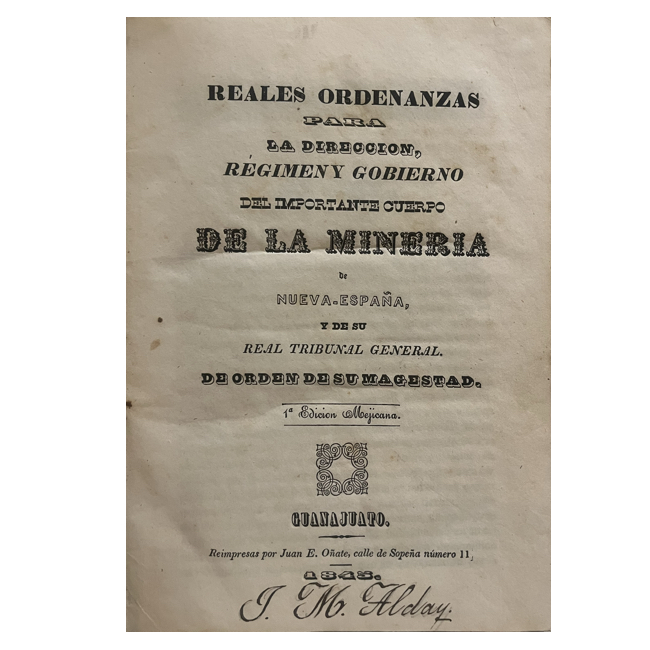 REALES ORDENANZAS
PARA
LA DIRECCION,
RÉGIMEN Y GOBIERNO
DEL IMPORTANTE CUERPO
DE LA MINERIA
de
NUEVA-ESPAÑA,
Y DE SU
REAL TRIBUNAL GENERAL.
DE ORDEN DE SU MAGESTAD.
1ª Edicion Mejicana.
GUANAJUATO.
Reimpresas por Juan E. Oñate, calle de Sopeña número 11,
J. M. Alday.